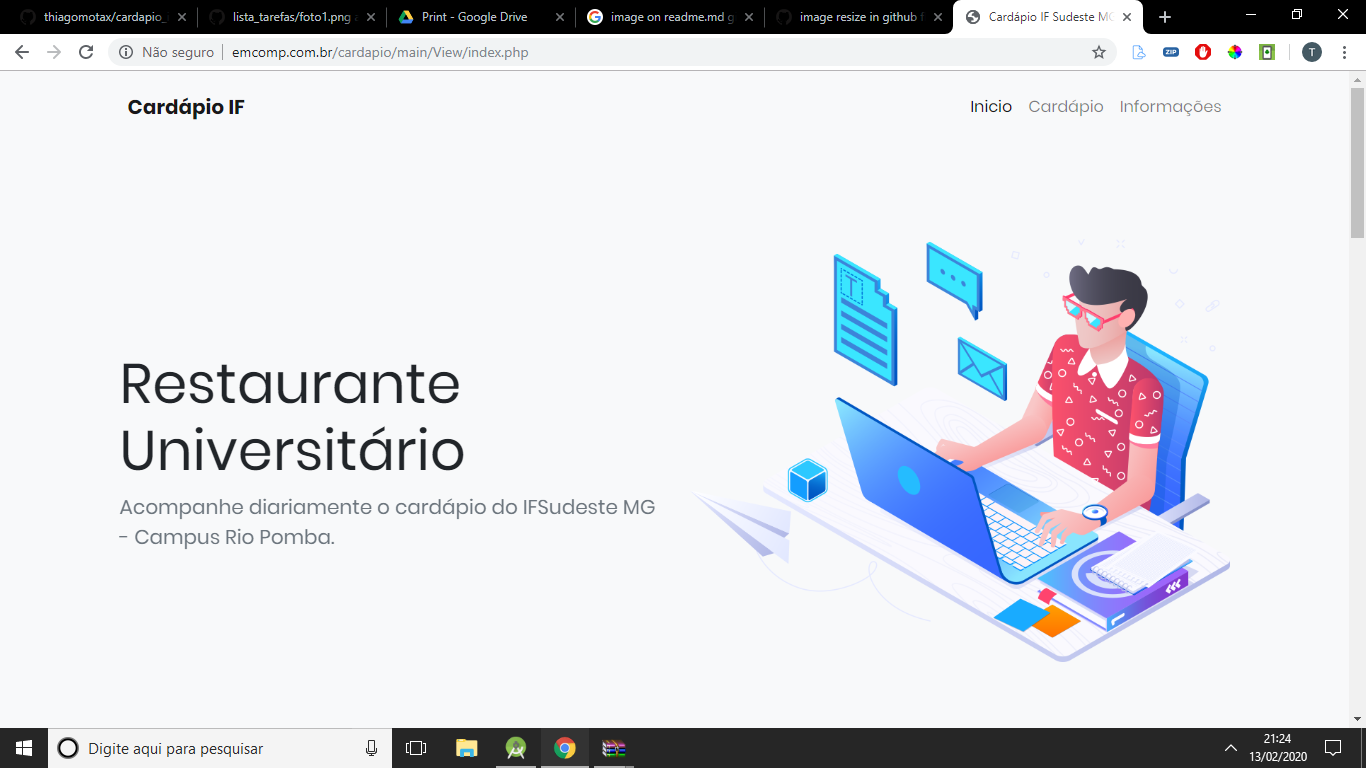 thiagomotax/cardapio_
lista_tarefas/foto1.png a
Print - Google Drive
image on readme.md g
image resize in github f
Cardápio IF Sudeste MG
Não seguro
emcomp.com.br/cardapio/main/View/index.php
ZIP
T
Cardápio IF
Inicio Cardápio Informações
T
Restaurante
Universitário
Acompanhe diariamente o cardápio do IFSudeste MG
- Campus Rio Pomba.
Digite aqui para pesquisar
21:24
13/02/2020